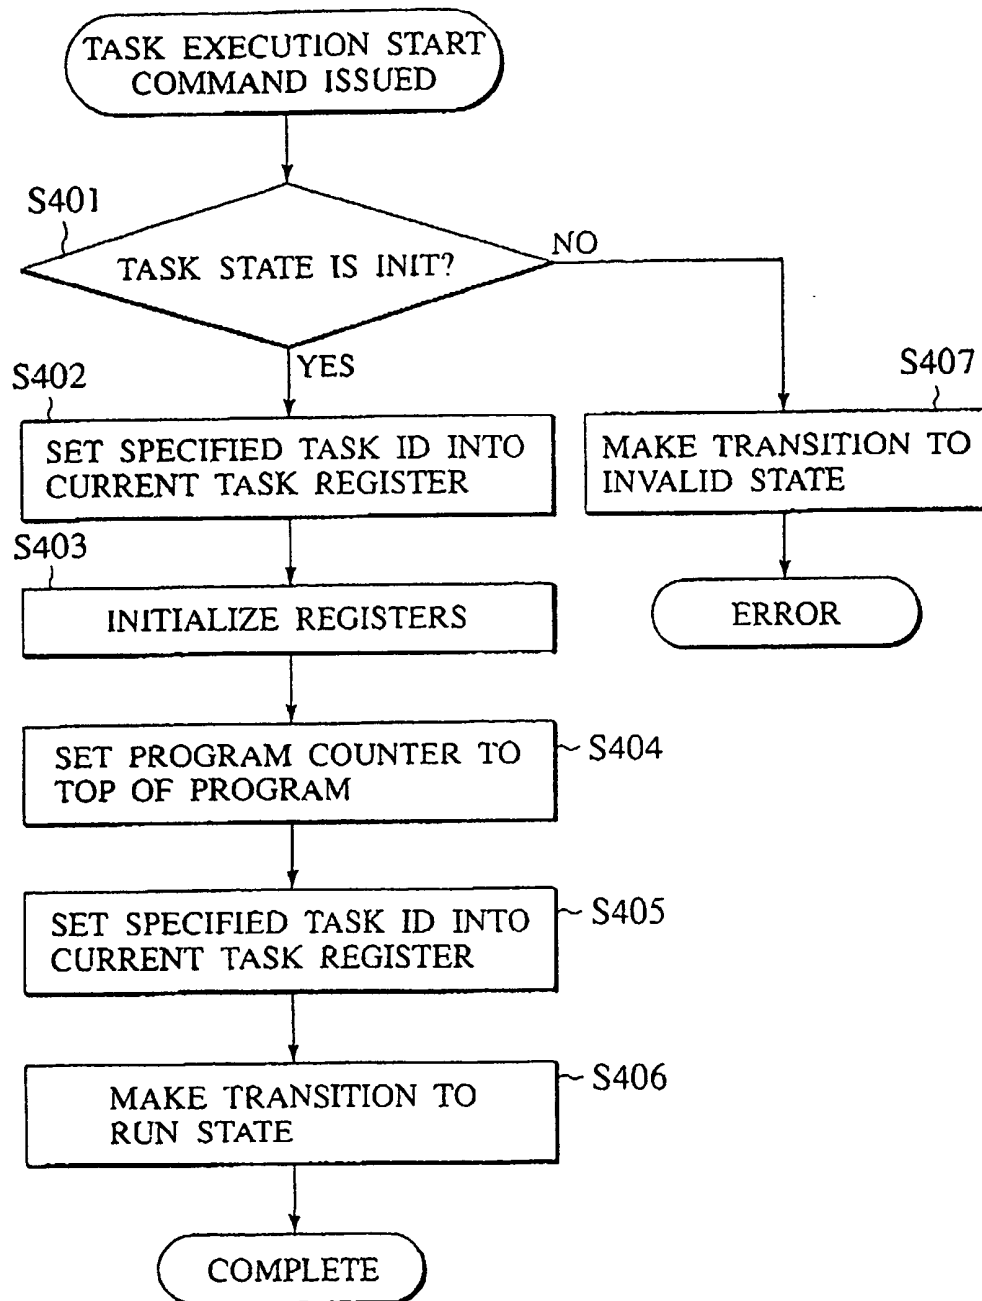 TASK EXECUTION START
COMMAND ISSUED
S401
TASK STATE IS INIT?
NO
YES
S402
SET SPECIFIED TASK ID INTO
CURRENT TASK REGISTER
S407
MAKE TRANSITION TO
INVALID STATE
S403
INITIALIZE REGISTERS
ERROR
SET PROGRAM COUNTER TO
TOP OF PROGRAM
S404
SET SPECIFIED TASK ID INTO
CURRENT TASK REGISTER
S405
MAKE TRANSITION TO
RUN STATE
S406
COMPLETE